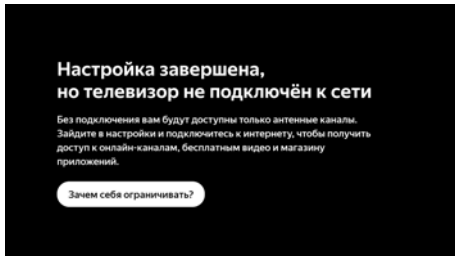 Настройка завершена,
но телевизор не подключён к сети
Без подключения вам будут доступны только антенные каналы.
Зайдите в настройки и подключитесь к интернету, чтобы получить
доступ к онлайн-каналам, бесплатным видео и магазину
приложений.
Зачем себя ограничивать?